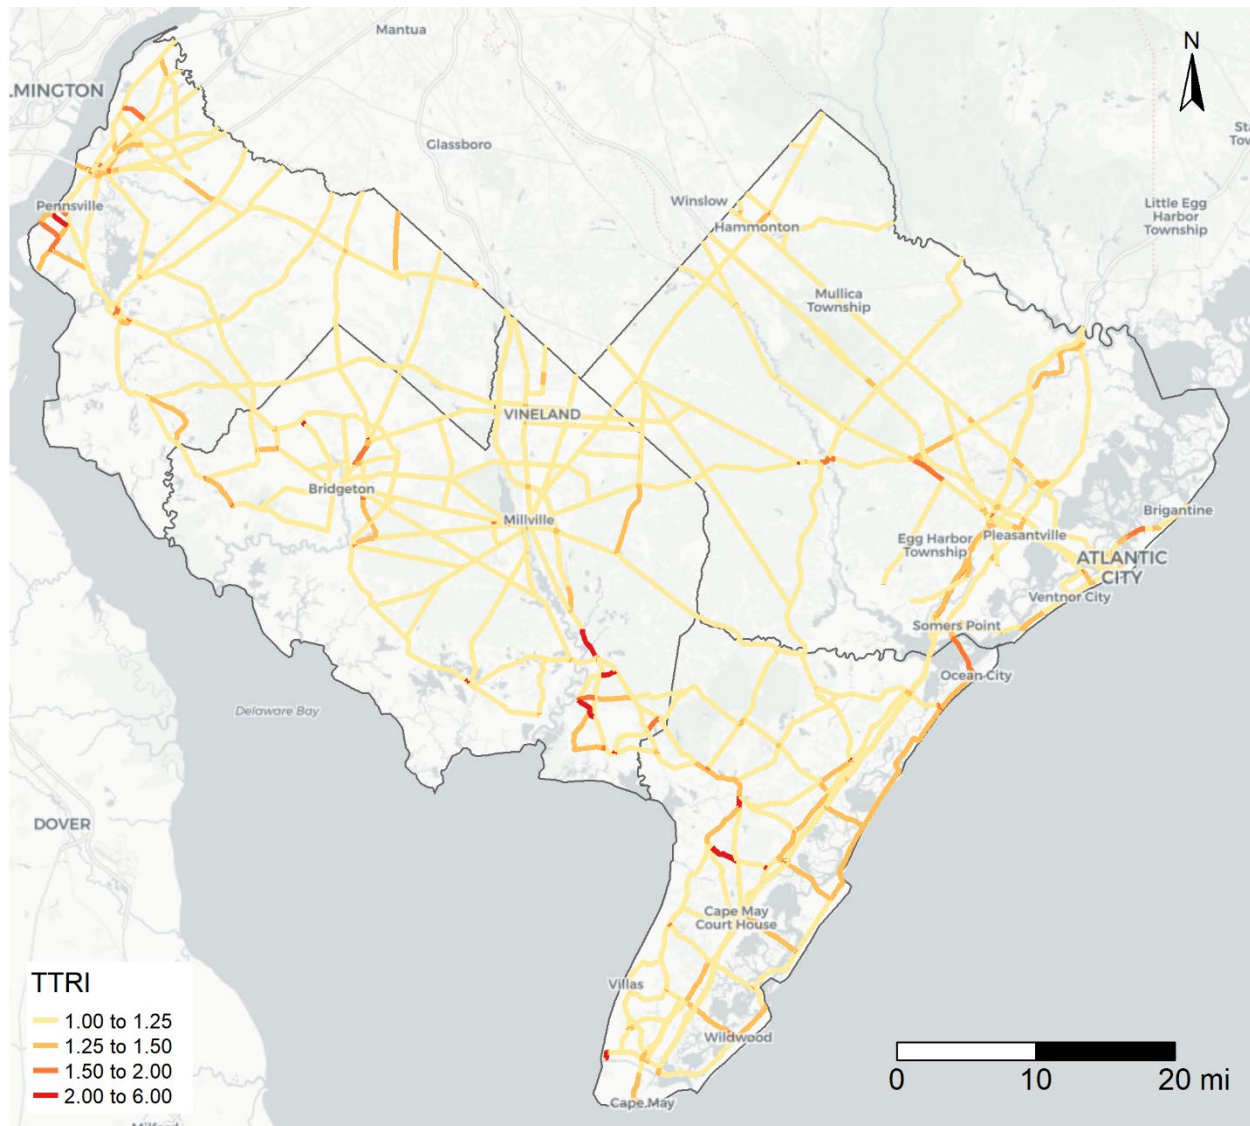 Mantua
N
LMINGTON
Glassboro
Sta
Tow
Winslow
Hammonton
Little Egg
Harbor
Township
Pennsville
Mullica
Township
VINELAND
Bridgeton
Millville
Brigantine
Egg Harbor
Township
Pleasantville
ATLANTIC
CITY
Ventnor City
Somers Point
Ocean City
Delaware Bay
DOVER
Cape May
Court House
Villas
Wildwood
Cape May
TTRI
1.00 to 1.25
1.25 to 1.50
1.50 to 2.00
2.00 to 6.00
0 10 20 mi